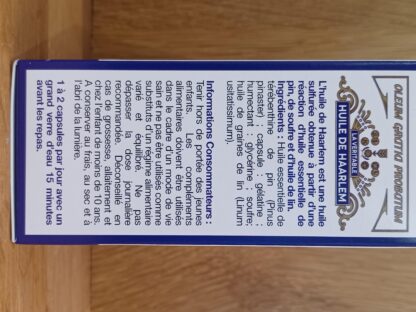 OLEUM GRATIA PROBATUM
LA VERITABLE
HUILE DE HAARLEM
L'huile de Haarlem est une huile
sulfurée obtenue à partir d'une
réaction d'huile essentielle de
pin, de soufre et d'huile de lin.
Ingrédients : Huile essentielle de
térébenthine de pin (Pinus
pinaster) ; capsule : gélatine ;
humectant : glycérine ; soufre;
huile de graines de lin (Linum
usitatissimum).
Informations Consommateurs :
Tenir hors de portée des jeunes
enfants. Les compléments
alimentaires doivent être utilisés
dans le cadre d'un mode de vie
sain et ne pas être utilisés comme
substituts d'un régime alimentaire
varié et équilibré. Ne pas
dépasser la dose journalière
recommandée. Déconseillé en
cas de grossesse, allaitement et
chez l'enfant de moins de 10 ans.
A conserver au frais, au sec et à
l'abri de la lumière.
1 à 2 capsules par jour avec un
grand verre d'eau 15 minutes
avant les repas.